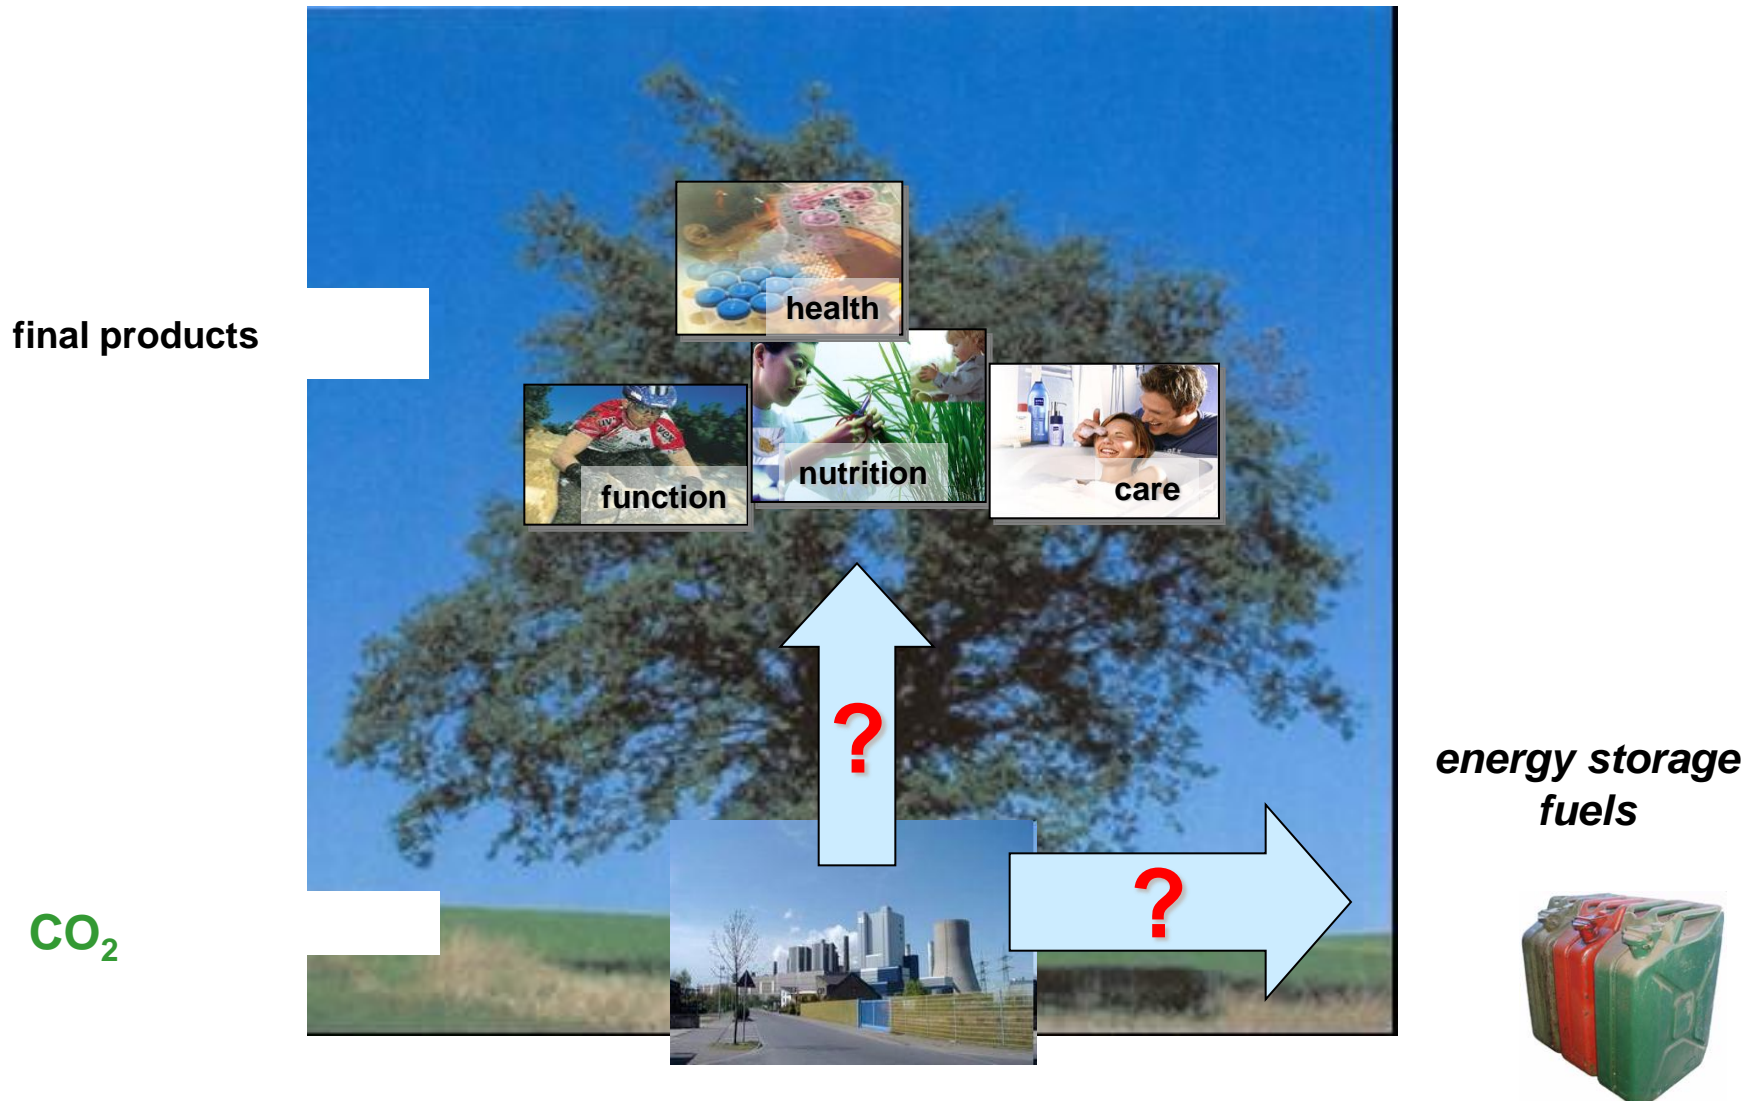 health
final products
nutrition
function
care
?
energy storage
fuels
?
CO₂